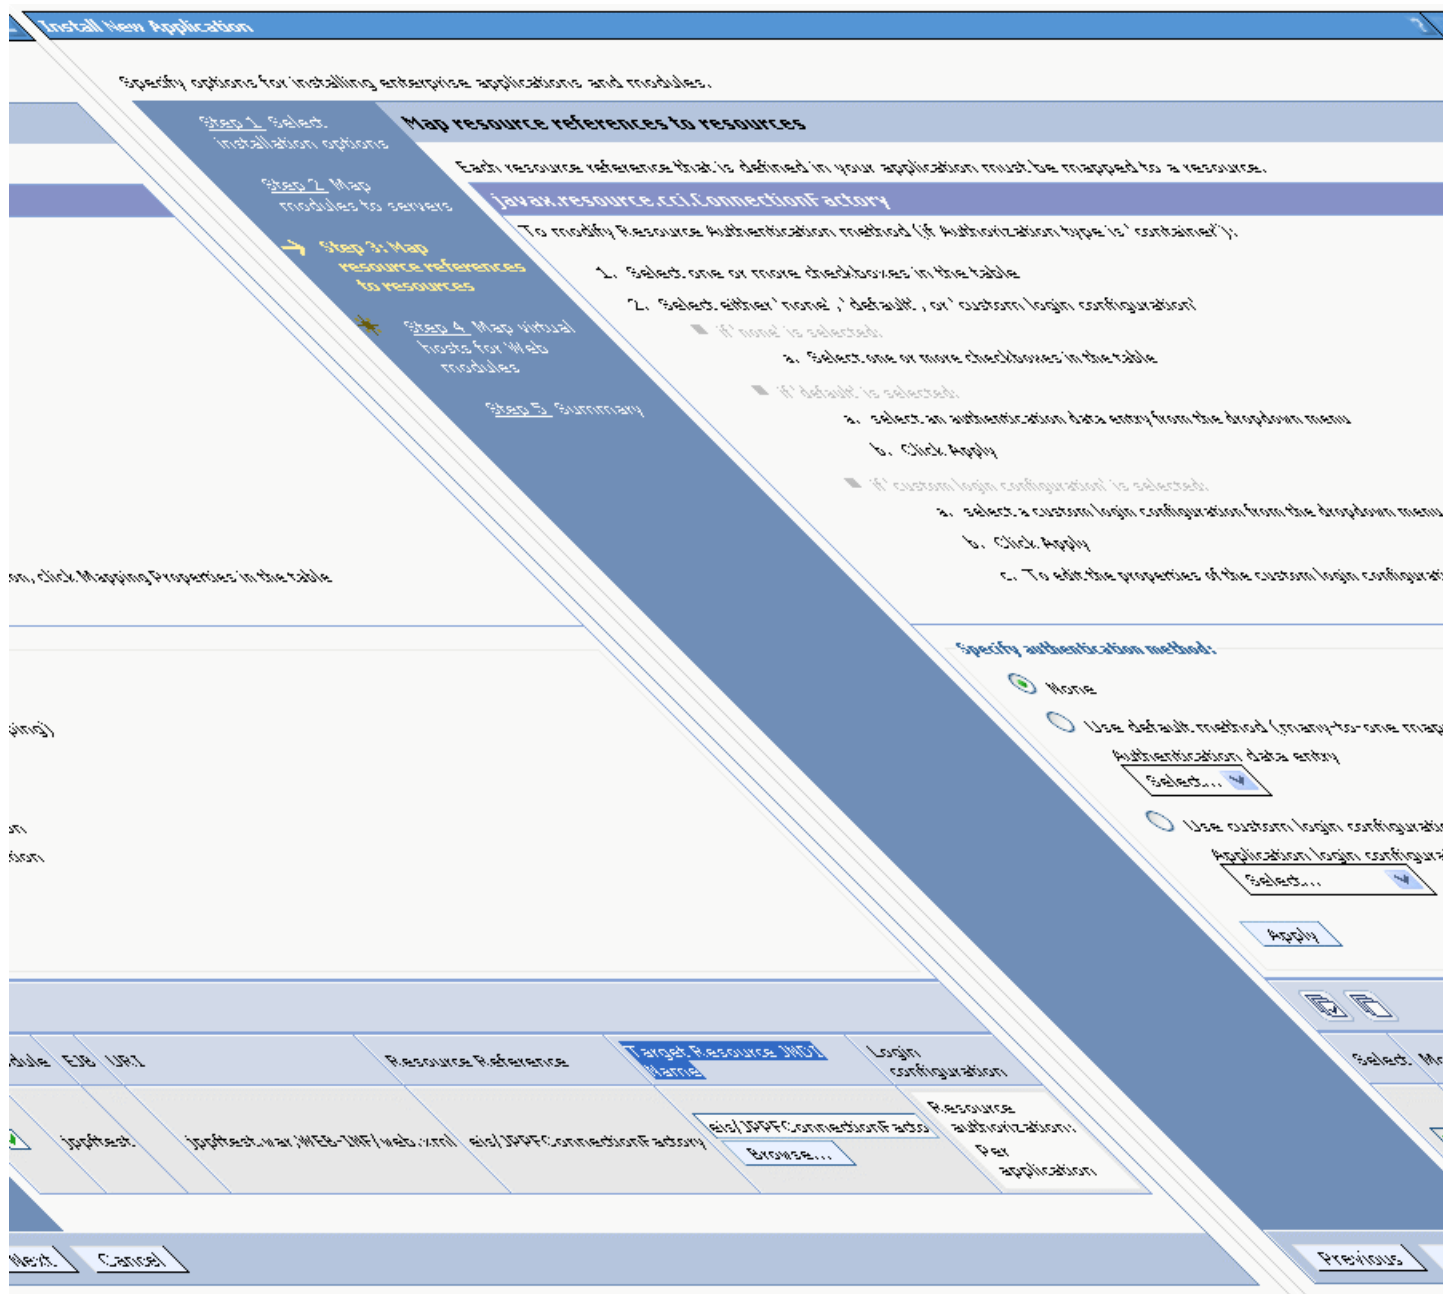 Install New Application
?
Specify options for installing enterprise applications and modules.
Step 1 Select
installation options
Step 2 Map
modules to servers
Step 3: Map
resource references
to resources
Step 4 Map virtual
hosts for Web
modules
Step 5 Summary
Map resource references to resources
Each resource reference that is defined in your application must be mapped to a resource.
javax.resource.cci.ConnectionFactory
To modify Resource Authentication method (if Authorization type is 'container'):
1. Select one or more checkboxes in the table
2. Select either 'none', 'default', or 'custom login configuration'
if 'none' is selected:
a. Select one or more checkboxes in the table
if 'default' is selected:
a. select an authentication data entry from the dropdown menu
b. Click Apply
if 'custom login configuration' is selected:
a. select a custom login configuration from the dropdown menu
b. Click Apply
c. To edit the properties of the custom login configurati
on, click Mapping Properties in the table
Specify authentication method:
None
Use default method (many-to-one map
ping)
Authentication data entry
Select...
Use custom login configuratio
on
Application login configura
tion
Select...
Apply
Select Mo
dule EJB URI Resource Reference Target Resource JNDI Name Login configuration
jppftest jppftest.war,WEB-INF/web.xml eis/JPPFConnectionFactory eis/JPPFConnectionFacto
Browse...
Resource
authorization:
Per
application
Previous
Next Cancel